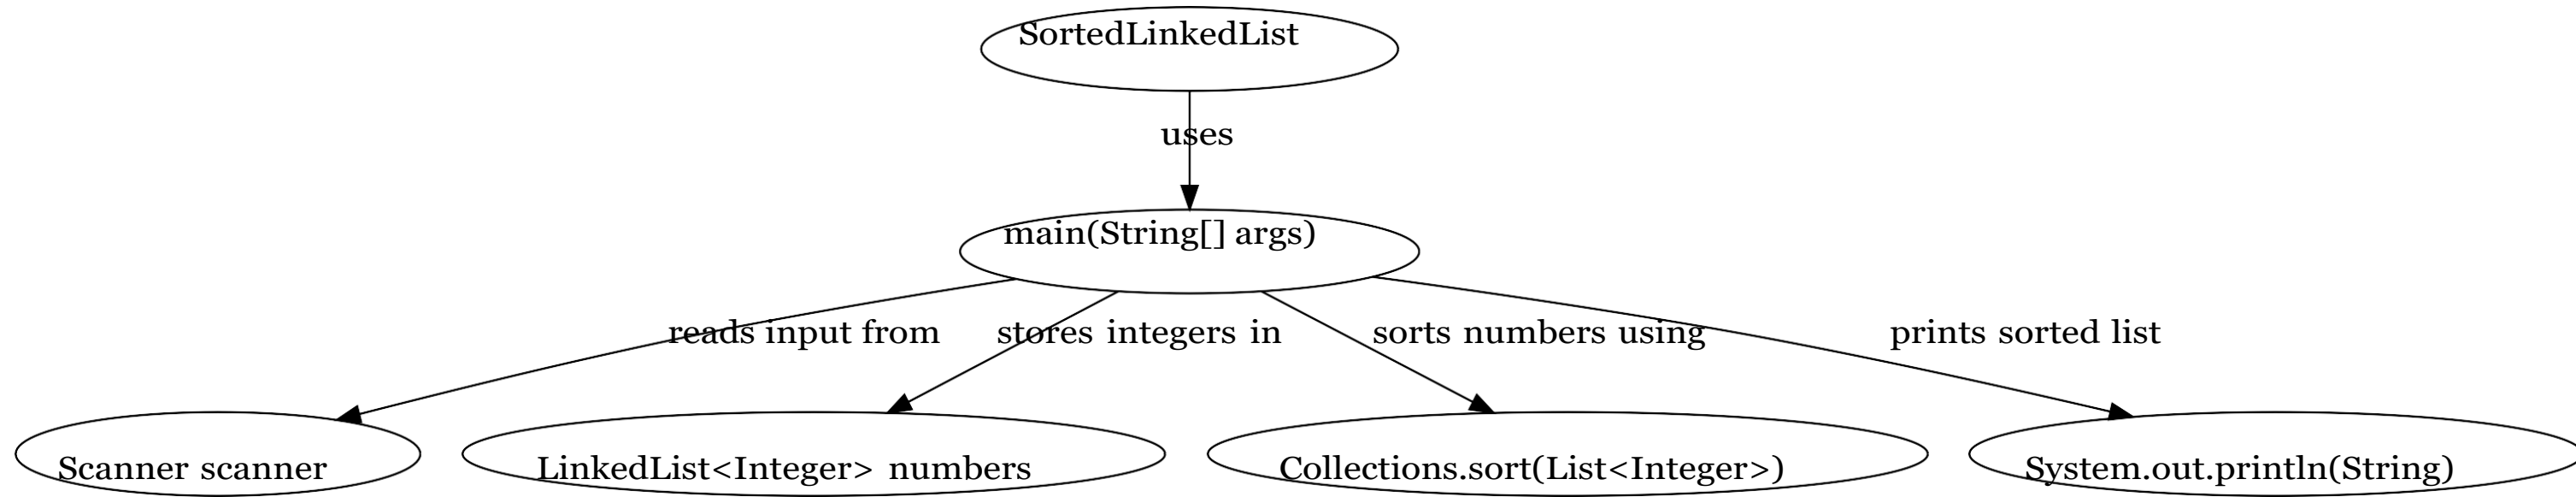 SortedLinkedList
uses
main(String[] args)
reads input from
stores integers in
sorts numbers using
prints sorted list
Scanner scanner
LinkedList<Integer> numbers
Collections.sort(List<Integer>)
System.out.println(String)